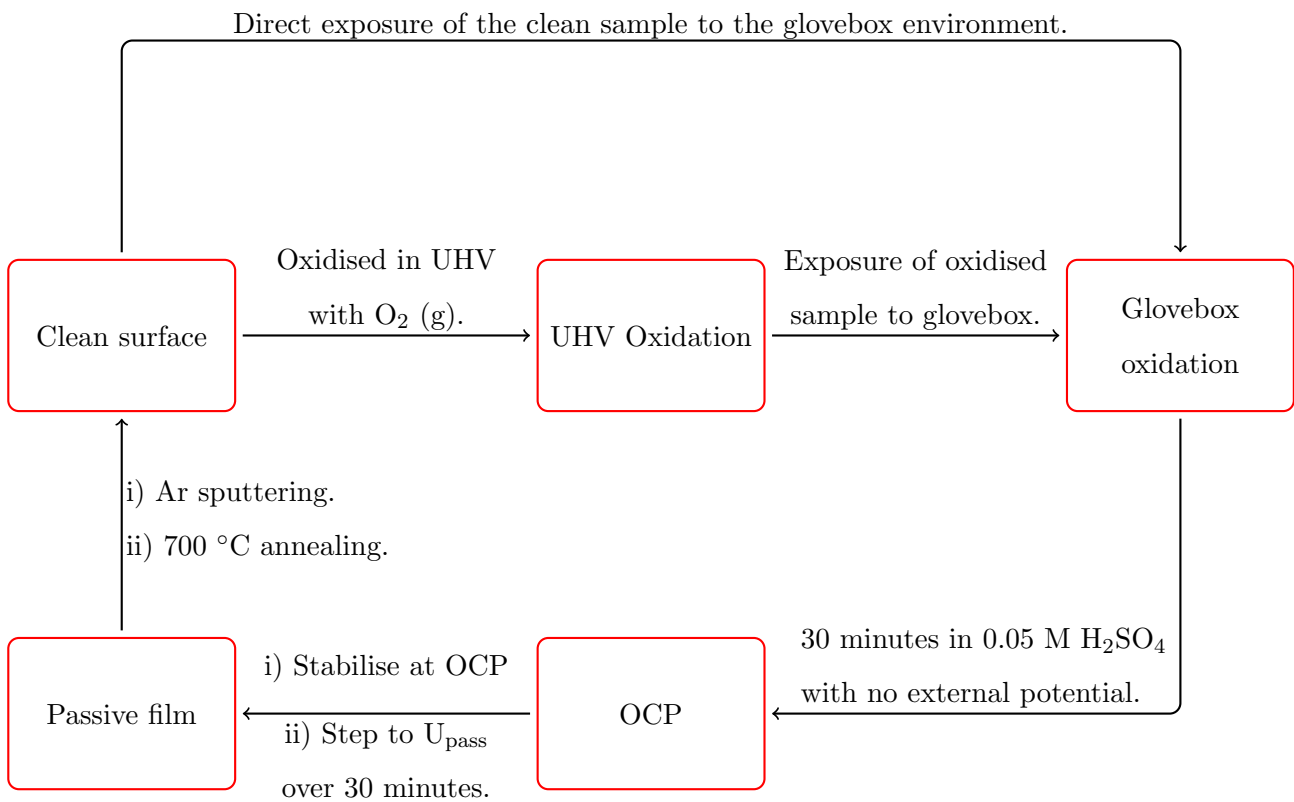 Direct exposure of the clean sample to the glovebox environment.
Oxidised in UHV
with O₂ (g).
Exposure of oxidised
sample to glovebox.
Clean surface
UHV Oxidation
Glovebox
oxidation
i) Ar sputtering.
ii) 700 °C annealing.
30 minutes in 0.05 M H₂SO₄
with no external potential.
i) Stabilise at OCP
Passive film
OCP
ii) Step to Uₚₐₛₛ
over 30 minutes.